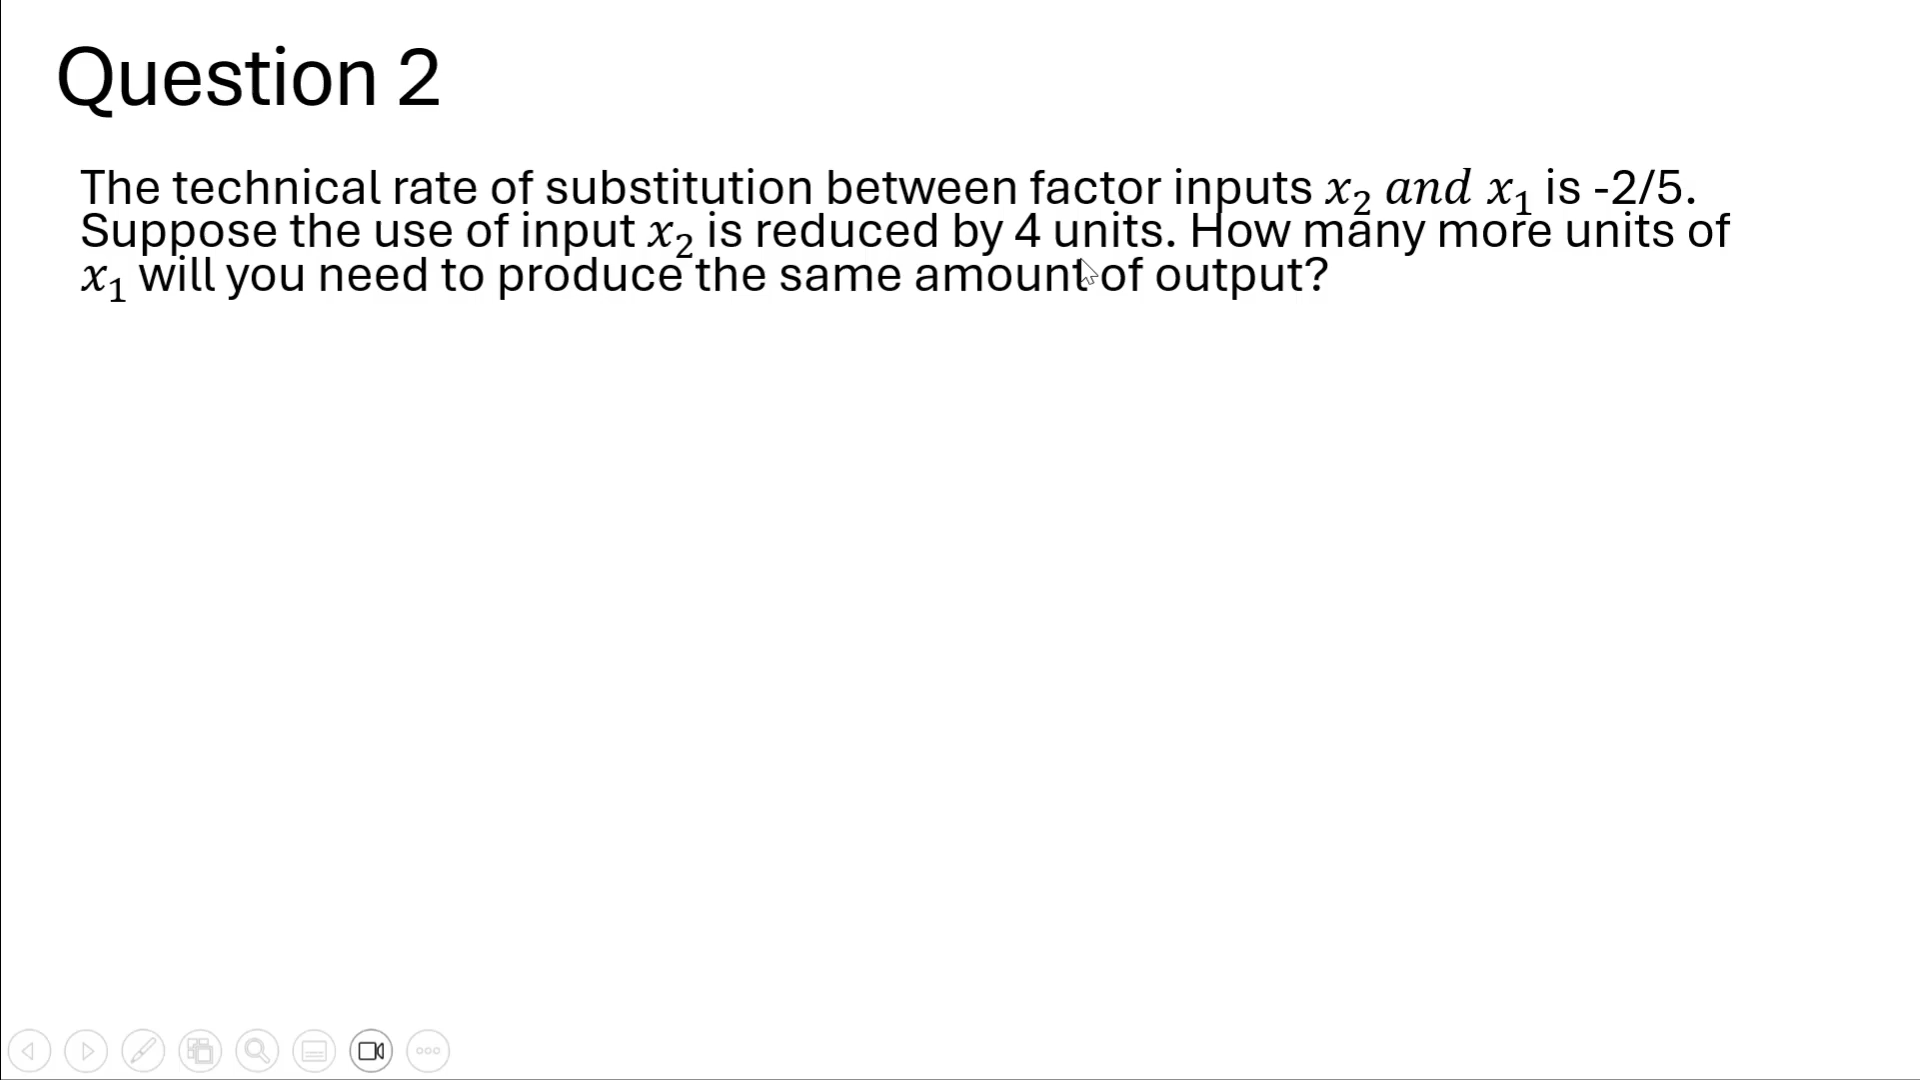 Question 2
The technical rate of substitution between factor inputs 𝑥₂ 𝑎𝑛𝑑 𝑥₁ is -2/5.
Suppose the use of input 𝑥₂ is reduced by 4 units. How many more units of
𝑥₁ will you need to produce the same amount of output?